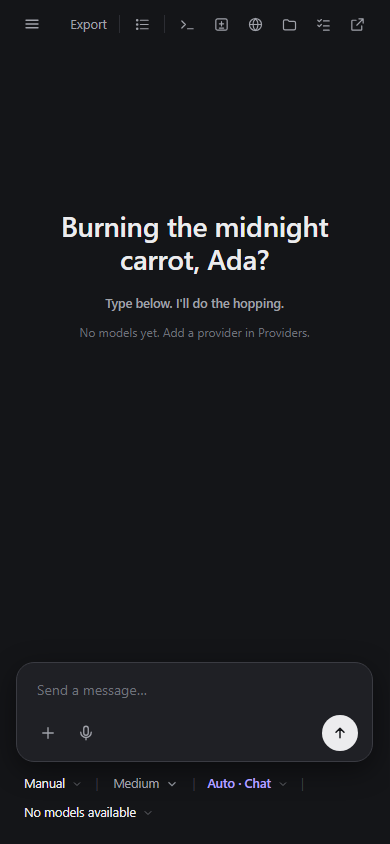 Export
Burning the midnight
carrot, Ada?
Type below. I'll do the hopping.
No models yet. Add a provider in Providers.
Send a message...
Manual Medium Auto · Chat
No models available